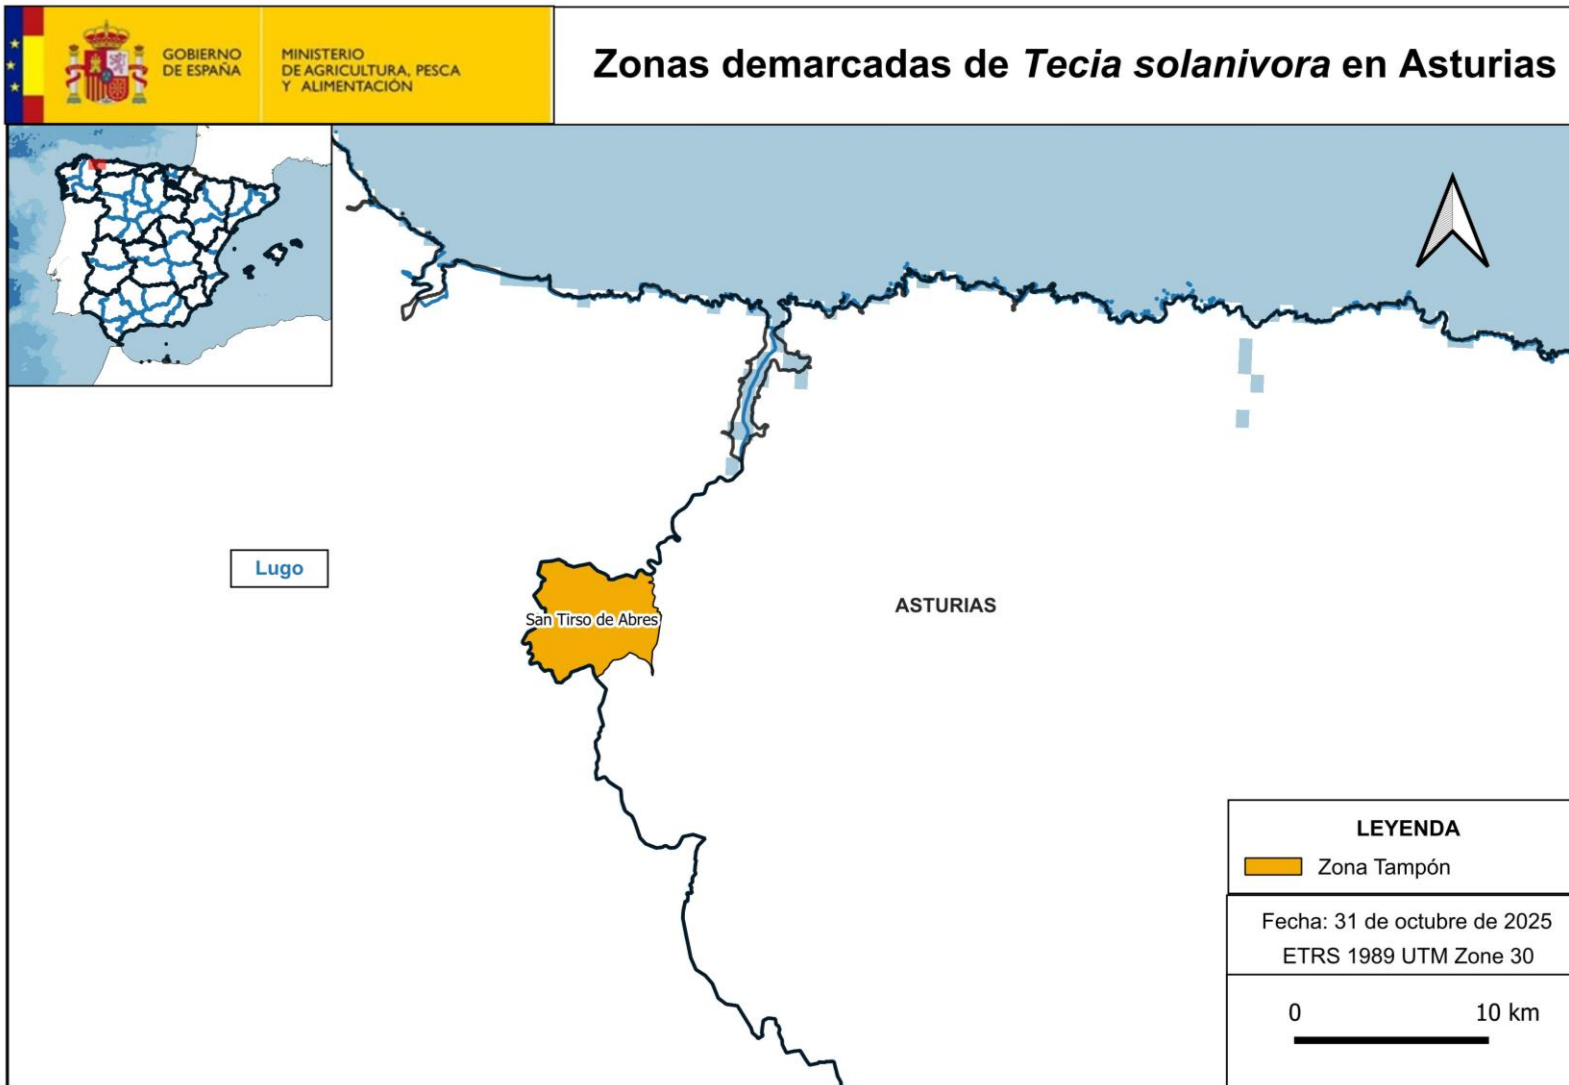 GOBIERNO
DE ESPAÑA
MINISTERIO
DE AGRICULTURA, PESCA
Y ALIMENTACIÓN
Zonas demarcadas de Tecia solanivora en Asturias
Lugo
San Tirso de Abres
ASTURIAS
LEYENDA
Zona Tampón
Fecha: 31 de octubre de 2025
ETRS 1989 UTM Zone 30
0 10 km